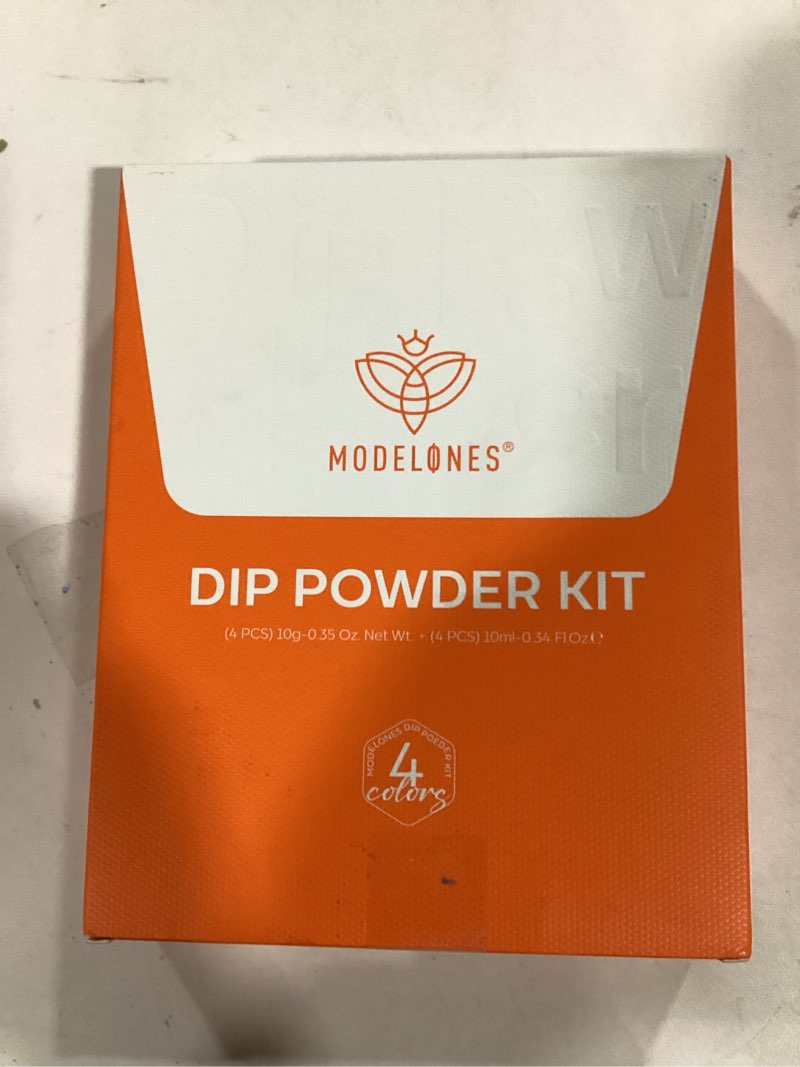 MODELONES®
DIP POWDER KIT
(4 PCS) 10g-0.35 Oz. Net Wt. + (4 PCS) 10ml-0.34 Fl.Oz ℮
MODELONES DIP POEDER KIT
4
colors